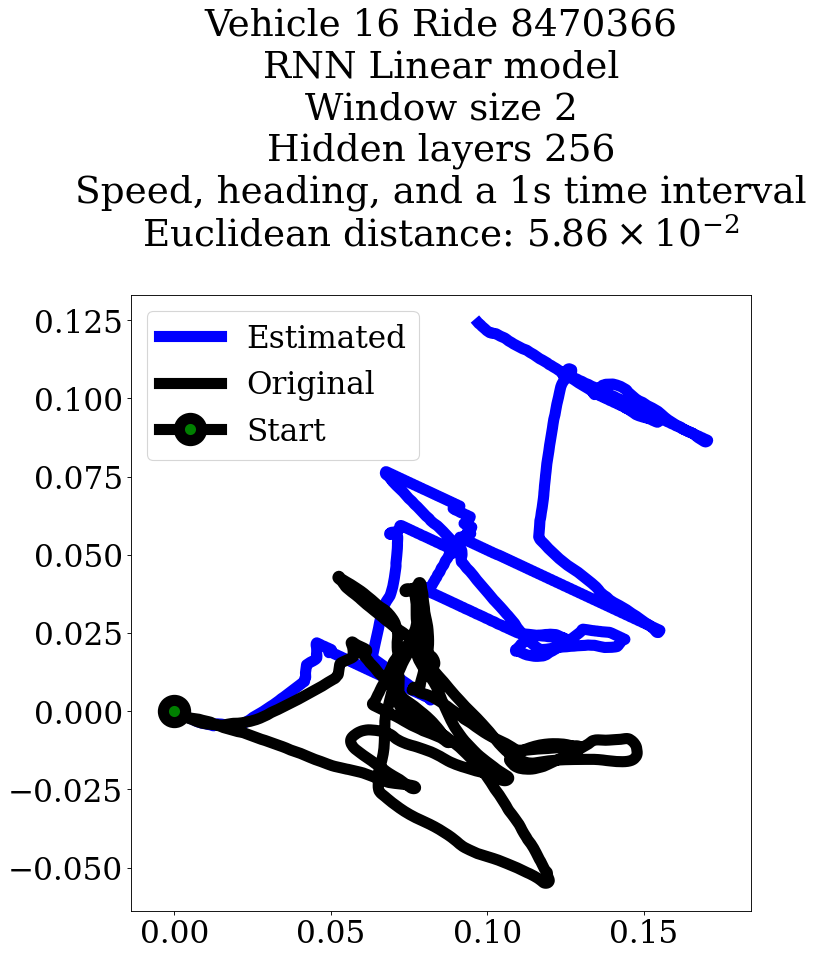 Vehicle 16 Ride 8470366
RNN Linear model
Window size 2
Hidden layers 256
Speed, heading, and a 1s time interval
Euclidean distance: 5.86 × 10⁻²
Estimated
Original
Start
0.125
0.100
0.075
0.050
0.025
0.000
−0.025
−0.050
0.00 0.05 0.10 0.15